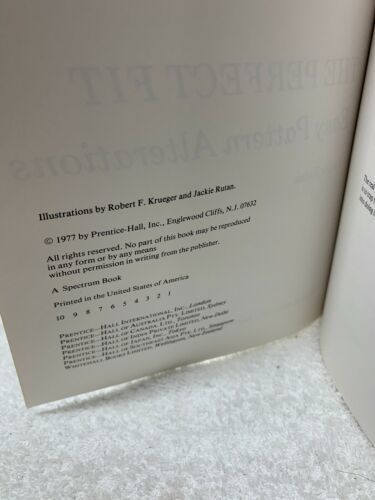 THE PERFECT FIT
Easy Pattern Alterations
Illustrations by Robert F. Krueger and Jackie Rutan.
© 1977 by Prentice-Hall, Inc., Englewood Cliffs, N.J. 07632
All rights reserved. No part of this book may be reproduced
in any form or by any means
without permission in writing from the publisher.
A Spectrum Book
Printed in the United States of America
10 9 8 7 6 5 4 3 2 1
PRENTICE—HALL INTERNATIONAL, INC., London
PRENTICE—HALL OF AUSTRALIA PTY. LIMITED, Sydney
PRENTICE—HALL OF CANADA, LTD., Toronto
PRENTICE—HALL OF INDIA PRIVATE LIMITED, New Delhi
PRENTICE—HALL OF JAPAN, INC., Tokyo
PRENTICE—HALL OF SOUTHEAST ASIA PTE. LTD., Singapore
WHITEHALL BOOKS LIMITED, Wellington, New Zealand